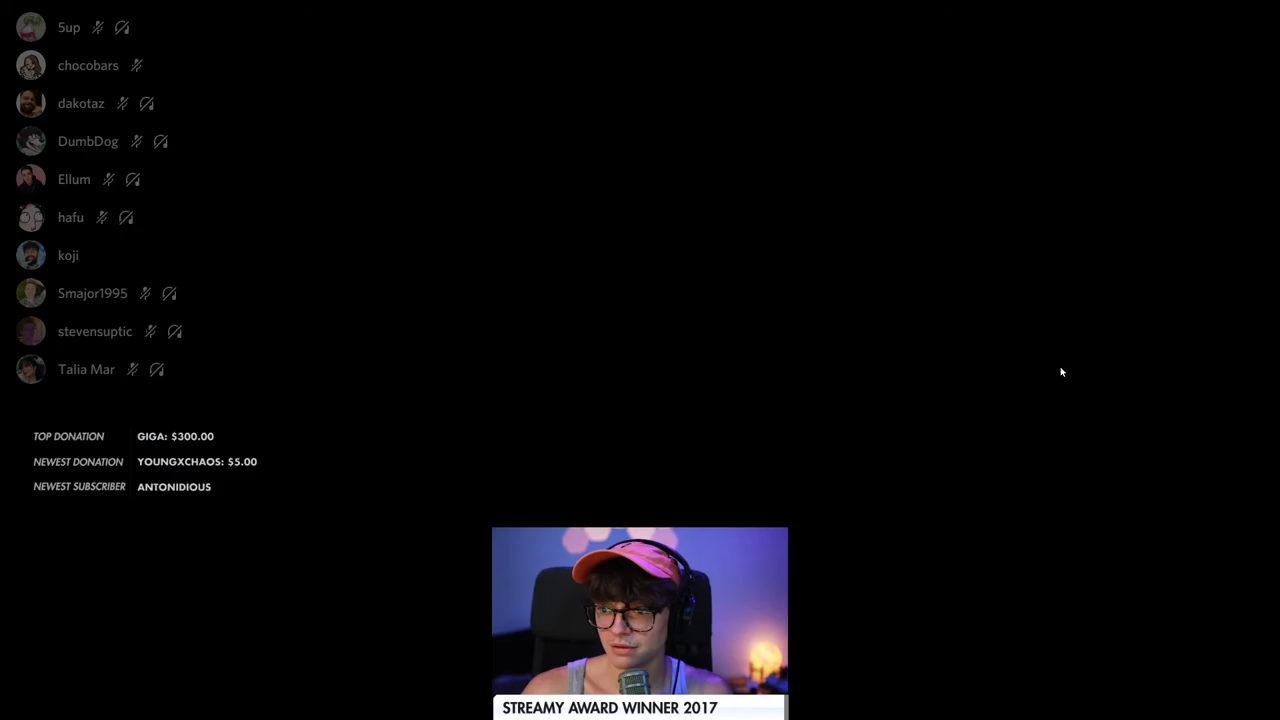 5up
chocobars
dakotaz
DumbDog
Ellum
hafu
koji
Smajor1995
stevensuptic
Talia Mar
TOP DONATION GIGA: $300.00
NEWEST DONATION YOUNGXCHAOS: $5.00
NEWEST SUBSCRIBER ANTONIDIOUS
STREAMY AWARD WINNER 2017